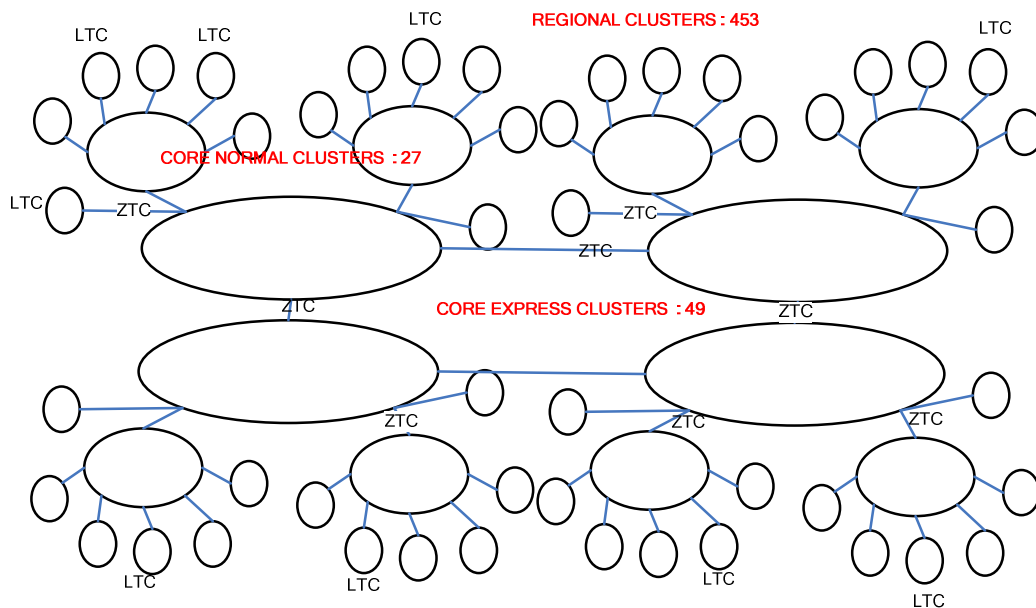 LTC
REGIONAL CLUSTERS : 453
LTC
LTC
LTC
CORE NORMAL CLUSTERS : 27
LTC
ZTC
ZTC
ZTC
ZTC
CORE EXPRESS CLUSTERS : 49
ZTC
ZTC
ZTC
ZTC
LTC
LTC
LTC
LTC